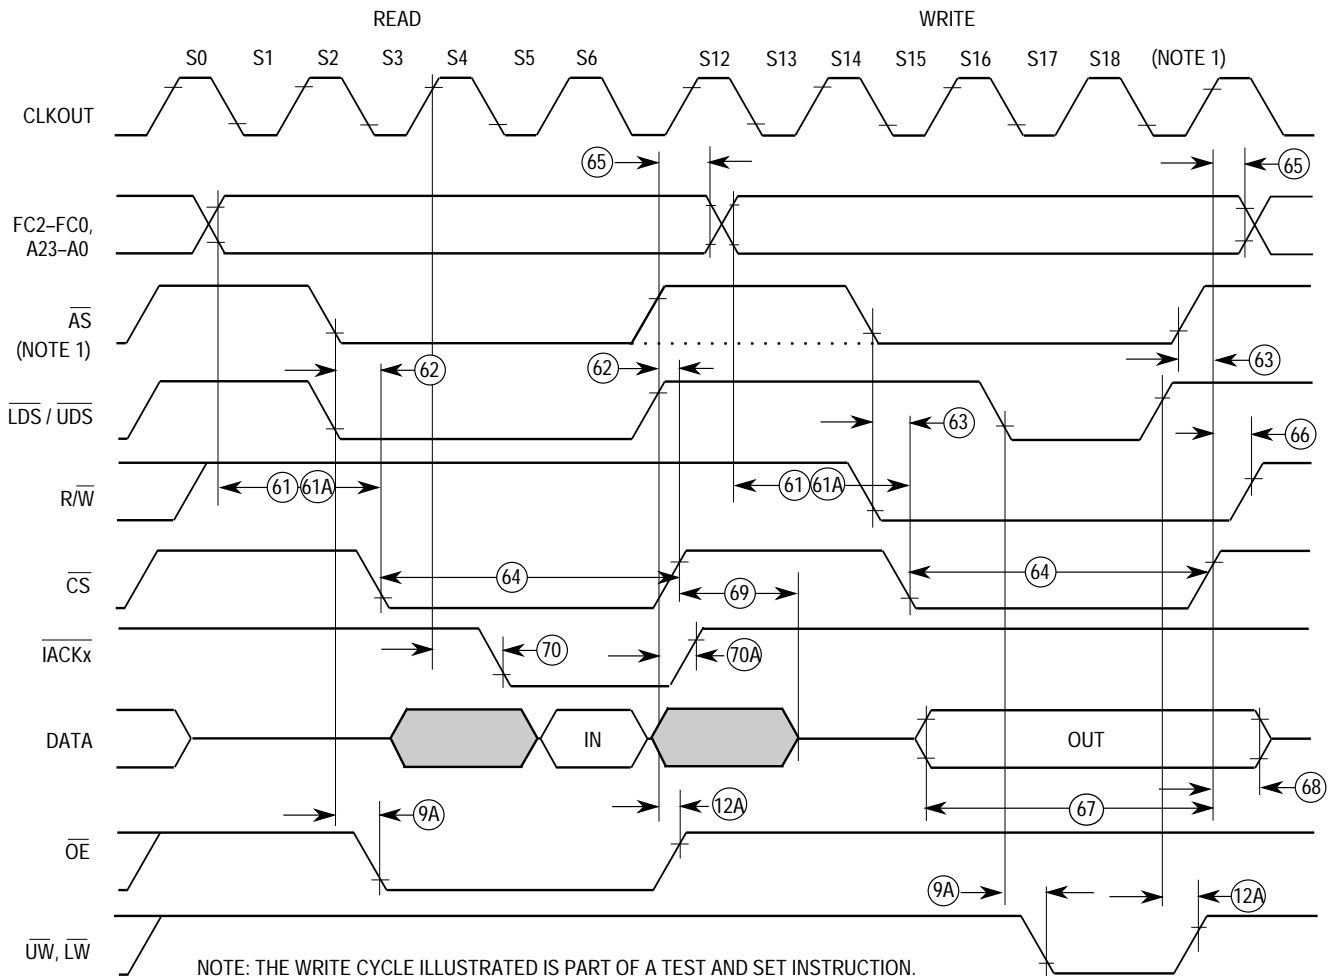 READ WRITE
S0 S1 S2 S3 S4 S5 S6 S12 S13 S14 S15 S16 S17 S18 (NOTE 1)
CLKOUT
65 65
FC2–FC0,
A23–A0
AS
(NOTE 1)
62 62 63
LDS / UDS
63 66
R/W
61 61A 61 61A
CS
64 64
69
IACKx
70 70A
DATA
IN OUT
68
67
9A 12A
OE
9A 12A
UW, LW
NOTE: THE WRITE CYCLE ILLUSTRATED IS PART OF A TEST AND SET INSTRUCTION.